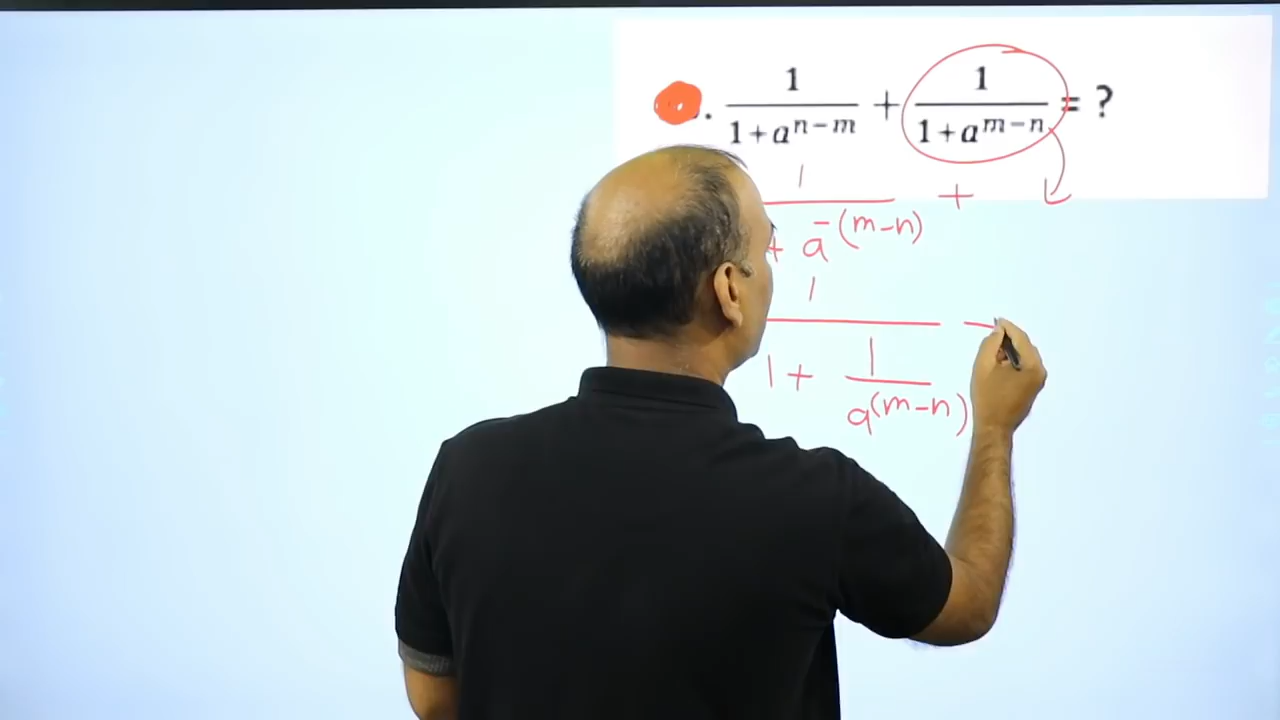 . 1/(1+a^(n−m)) + 1/(1+a^(m−n)) = ?
1/(+ a^-(m−n)) +
1/(1 + 1/a^(m−n))